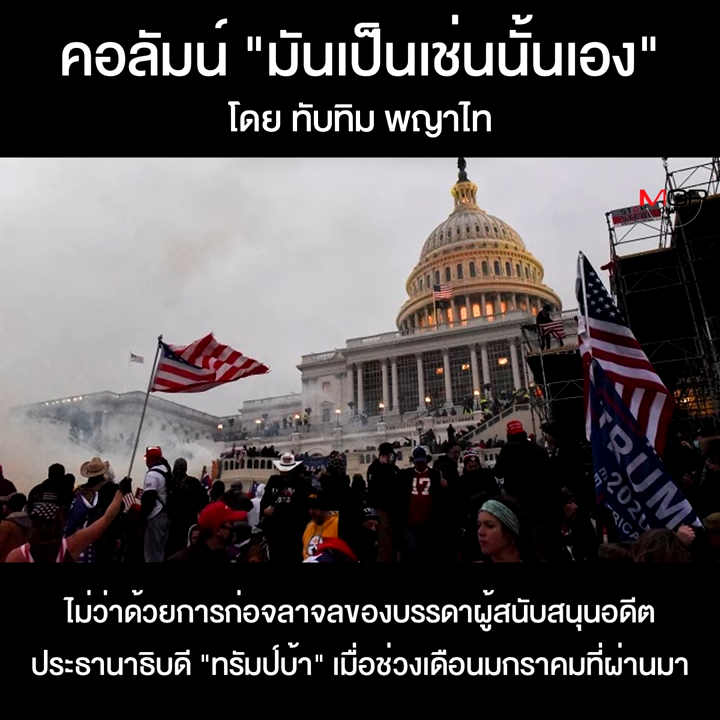 คอลัมน์ "มันเป็นเช่นนั้นเอง"
โดย ทับทิม พญาไท
MGR
17
TRUMP
2020
ไม่ว่าด้วยการก่อจลาจลของบรรดาผู้สนับสนุนอดีต
ประธานาธิบดี "ทรัมป์บ้า" เมื่อช่วงเดือนมกราคมที่ผ่านมา